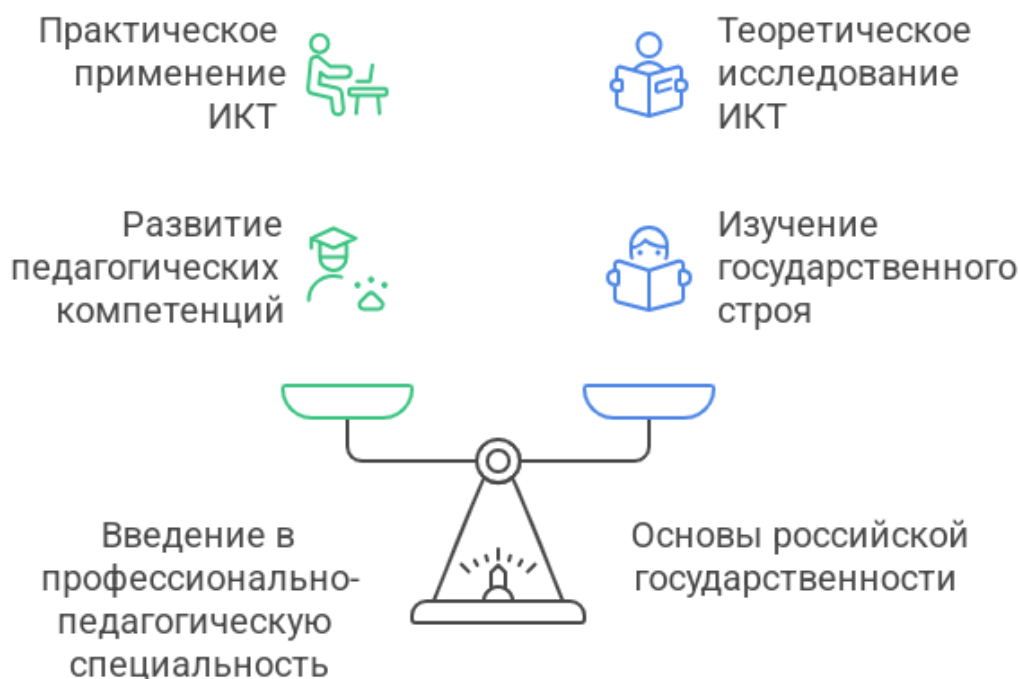 Практическое
применение
ИКТ
Теоретическое
исследование
ИКТ
Развитие
педагогических
компетенций
Изучение
государственного
строя
Введение в
профессионально-
педагогическую
специальность
Основы российской
государственности